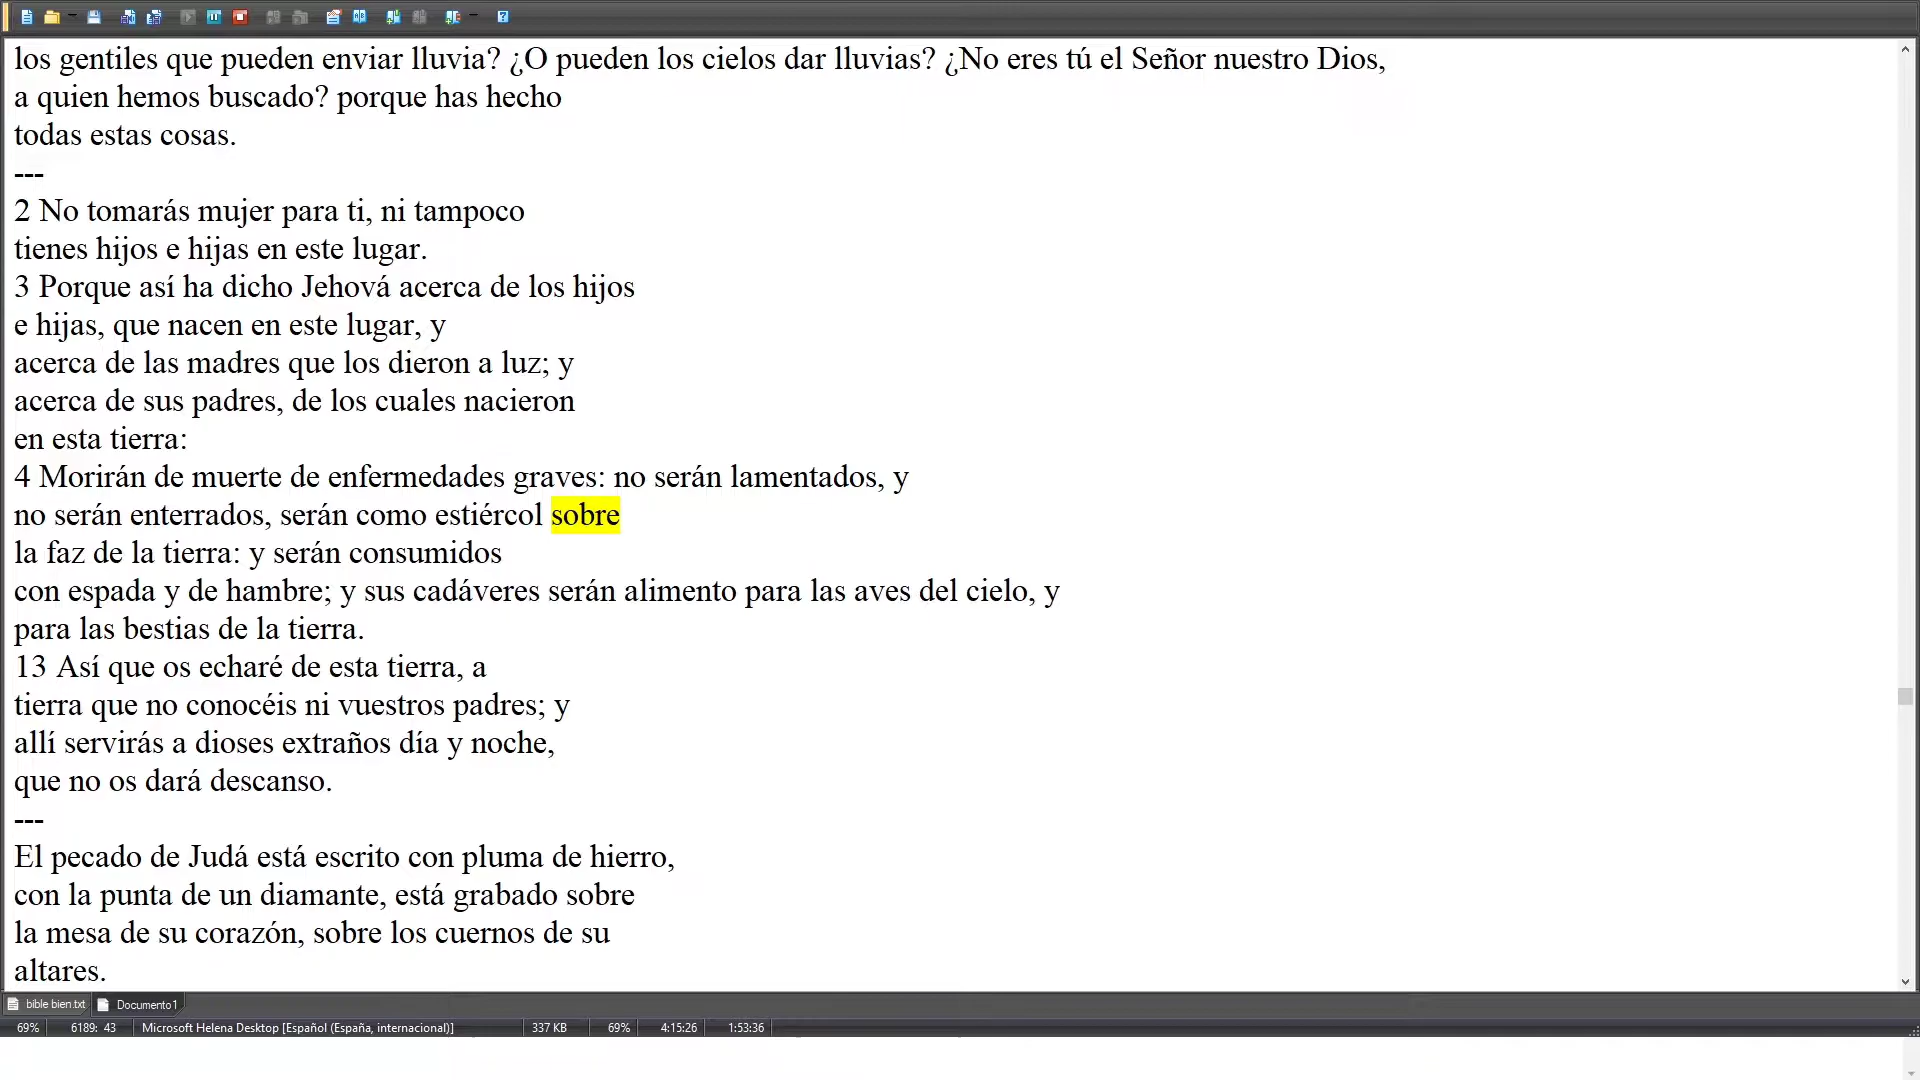 los gentiles que pueden enviar lluvia? ¿O pueden los cielos dar lluvias? ¿No eres tú el Señor nuestro Dios,
a quien hemos buscado? porque has hecho
todas estas cosas.
---
2 No tomarás mujer para ti, ni tampoco
tienes hijos e hijas en este lugar.
3 Porque así ha dicho Jehová acerca de los hijos
e hijas, que nacen en este lugar, y
acerca de las madres que los dieron a luz; y
acerca de sus padres, de los cuales nacieron
en esta tierra:
4 Morirán de muerte de enfermedades graves: no serán lamentados, y
no serán enterrados, serán como estiércol sobre
la faz de la tierra: y serán consumidos
con espada y de hambre; y sus cadáveres serán alimento para las aves del cielo, y
para las bestias de la tierra.
13 Así que os echaré de esta tierra, a
tierra que no conocéis ni vuestros padres; y
allí servirás a dioses extraños día y noche,
que no os dará descanso.
---
El pecado de Judá está escrito con pluma de hierro,
con la punta de un diamante, está grabado sobre
la mesa de su corazón, sobre los cuernos de su
altares.
bible bien.txt Documento1
69% 6189: 43 Microsoft Helena Desktop [Español (España, internacional)] 337 KB 69% 4:15:26 1:53:36